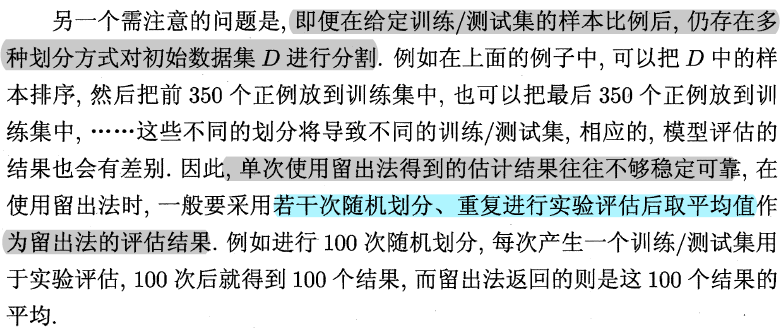 另一个需注意的问题是, 即便在给定训练/测试集的样本比例后, 仍存在多
种划分方式对初始数据集 D 进行分割. 例如在上面的例子中, 可以把 D 中的样
本排序, 然后把前 350 个正例放到训练集中, 也可以把最后 350 个正例放到训
练集中, ……这些不同的划分将导致不同的训练/测试集, 相应的, 模型评估的
结果也会有差别. 因此, 单次使用留出法得到的估计结果往往不够稳定可靠, 在
使用留出法时, 一般要采用若干次随机划分、重复进行实验评估后取平均值作
为留出法的评估结果. 例如进行 100 次随机划分, 每次产生一个训练/测试集用
于实验评估, 100 次后就得到 100 个结果, 而留出法返回的则是这 100 个结果的
平均.